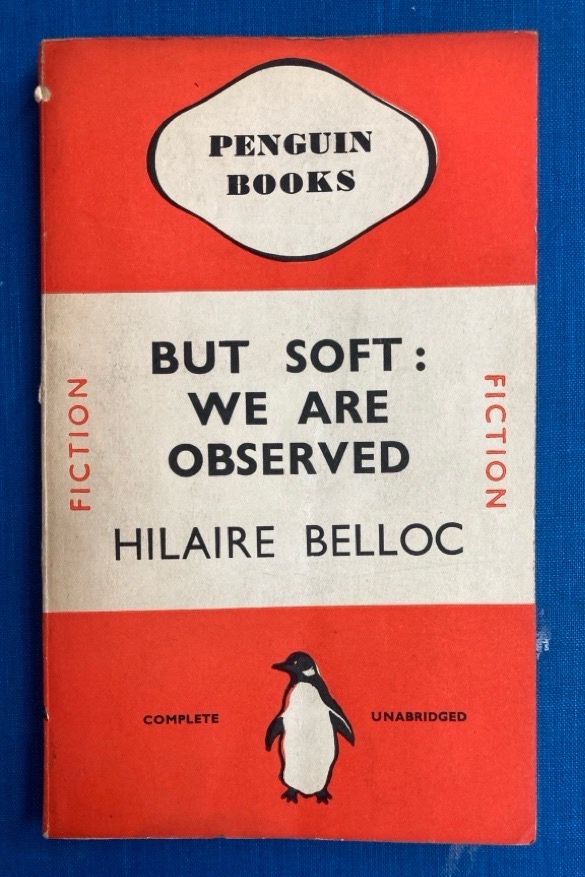 PENGUIN
BOOKS
BUT SOFT:
WE ARE
OBSERVED
FICTION
FICTION
HILAIRE BELLOC
COMPLETE
UNABRIDGED